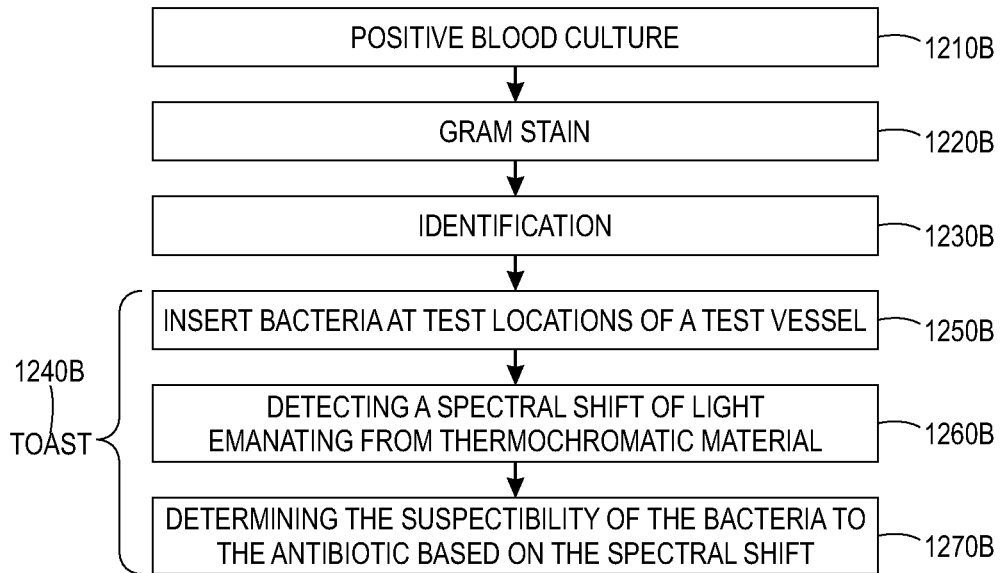 POSITIVE BLOOD CULTURE
1210B
GRAM STAIN
1220B
IDENTIFICATION
1230B
INSERT BACTERIA AT TEST LOCATIONS OF A TEST VESSEL
1250B
1240B
TOAST
DETECTING A SPECTRAL SHIFT OF LIGHT
EMANATING FROM THERMOCHROMATIC MATERIAL
1260B
DETERMINING THE SUSPECTIBILITY OF THE BACTERIA TO
THE ANTIBIOTIC BASED ON THE SPECTRAL SHIFT
1270B